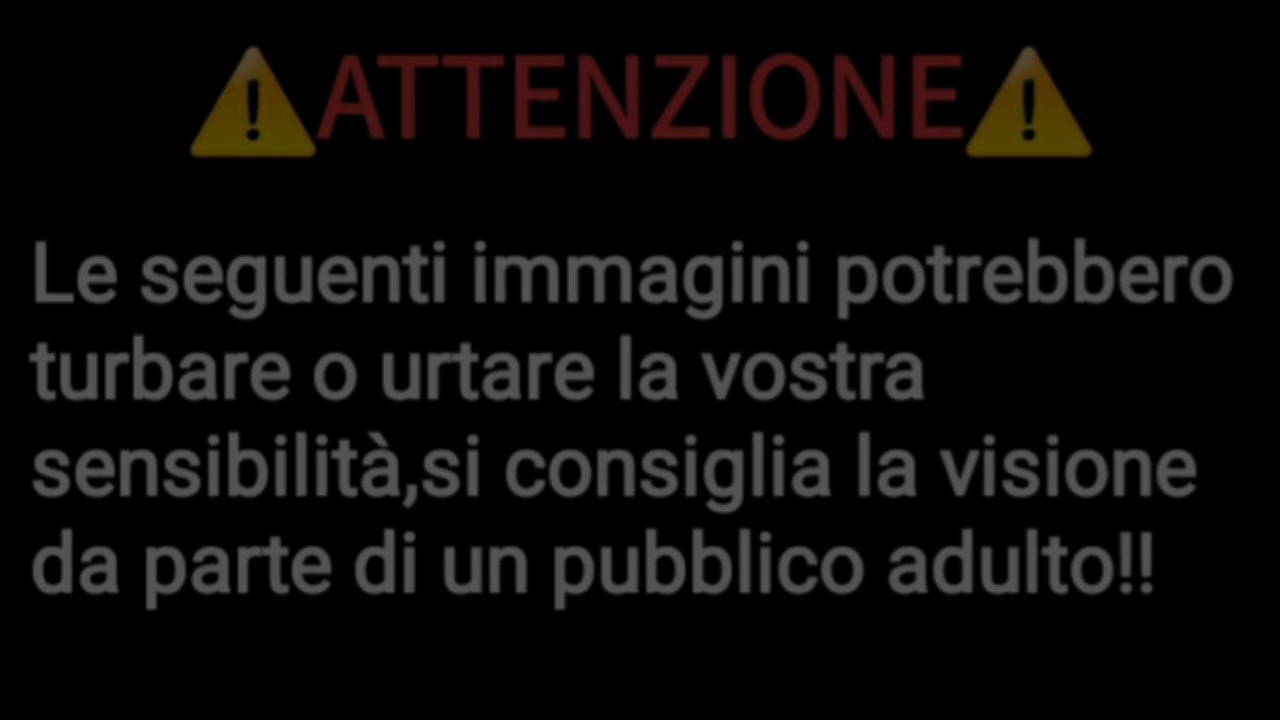 ⚠️ATTENZIONE⚠️
Le seguenti immagini potrebbero
turbare o urtare la vostra
sensibilità,si consiglia la visione
da parte di un pubblico adulto!!